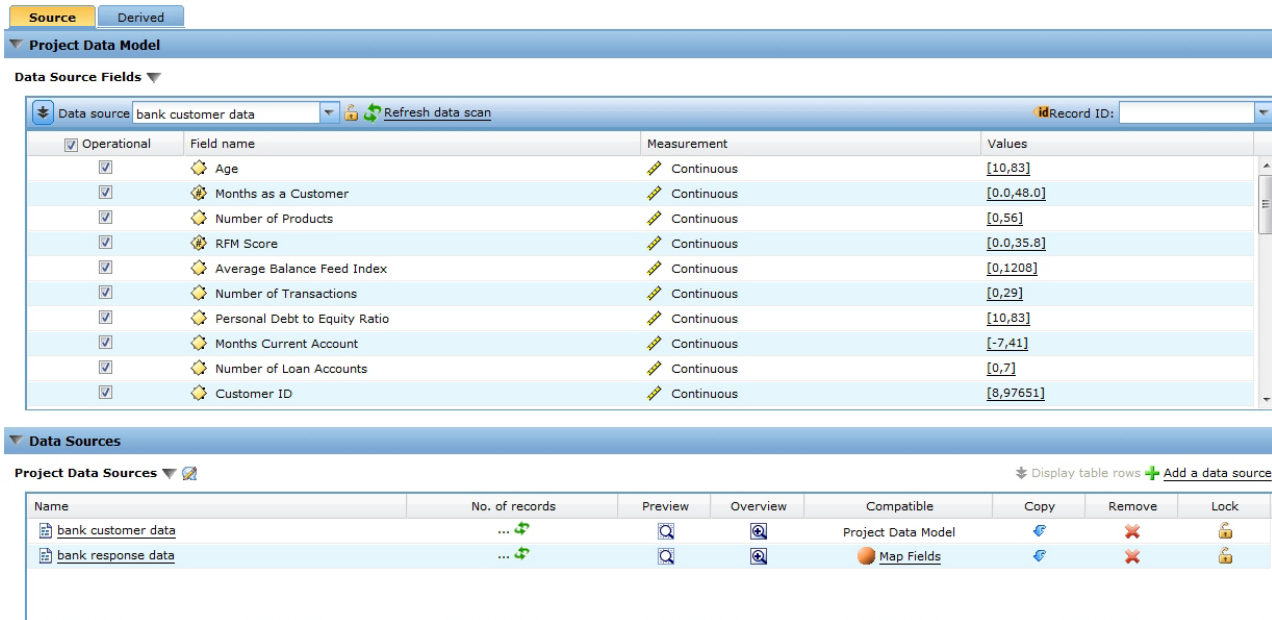 Source Derived
Project Data Model
Data Source Fields
Data source bank customer data Refresh data scan id Record ID:
Operational Field name Measurement Values
Age Continuous [10,83]
# Months as a Customer Continuous [0.0,48.0]
Number of Products Continuous [0,56]
# RFM Score Continuous [0.0,35.8]
Average Balance Feed Index Continuous [0,1208]
Number of Transactions Continuous [0,29]
Personal Debt to Equity Ratio Continuous [10,83]
Months Current Account Continuous [-7,41]
Number of Loan Accounts Continuous [0,7]
Customer ID Continuous [8,97651]
Data Sources
Project Data Sources Display table rows Add a data source
Name No. of records Preview Overview Compatible Copy Remove Lock
bank customer data ... Project Data Model
bank response data ... Map Fields